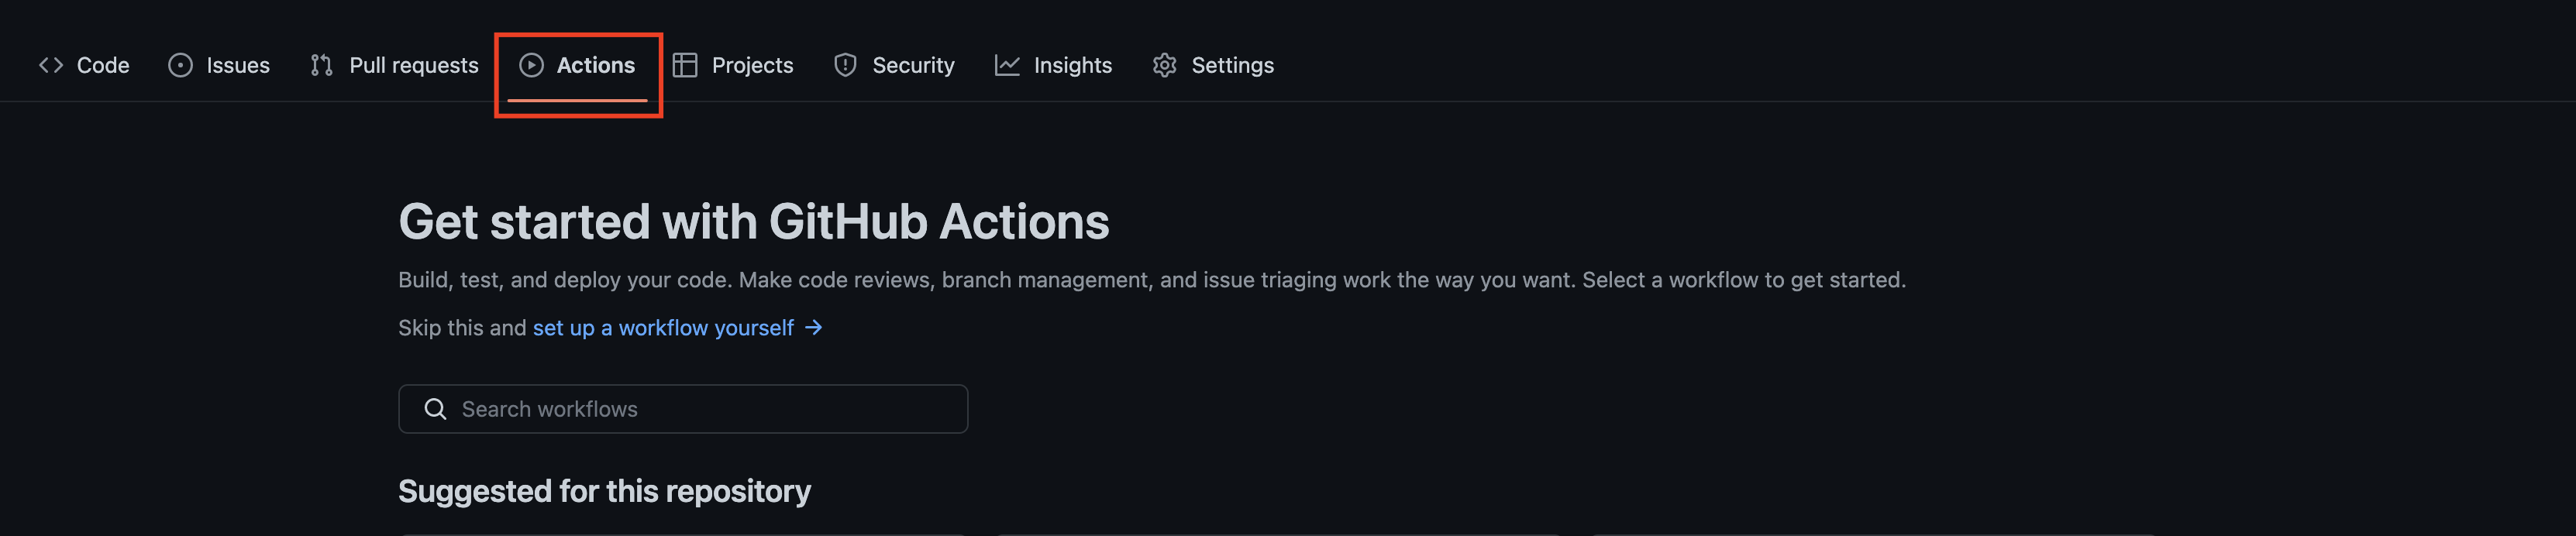 Code Issues Pull requests Actions Projects Security Insights Settings
Get started with GitHub Actions
Build, test, and deploy your code. Make code reviews, branch management, and issue triaging work the way you want. Select a workflow to get started.
Skip this and set up a workflow yourself →
Search workflows
Suggested for this repository